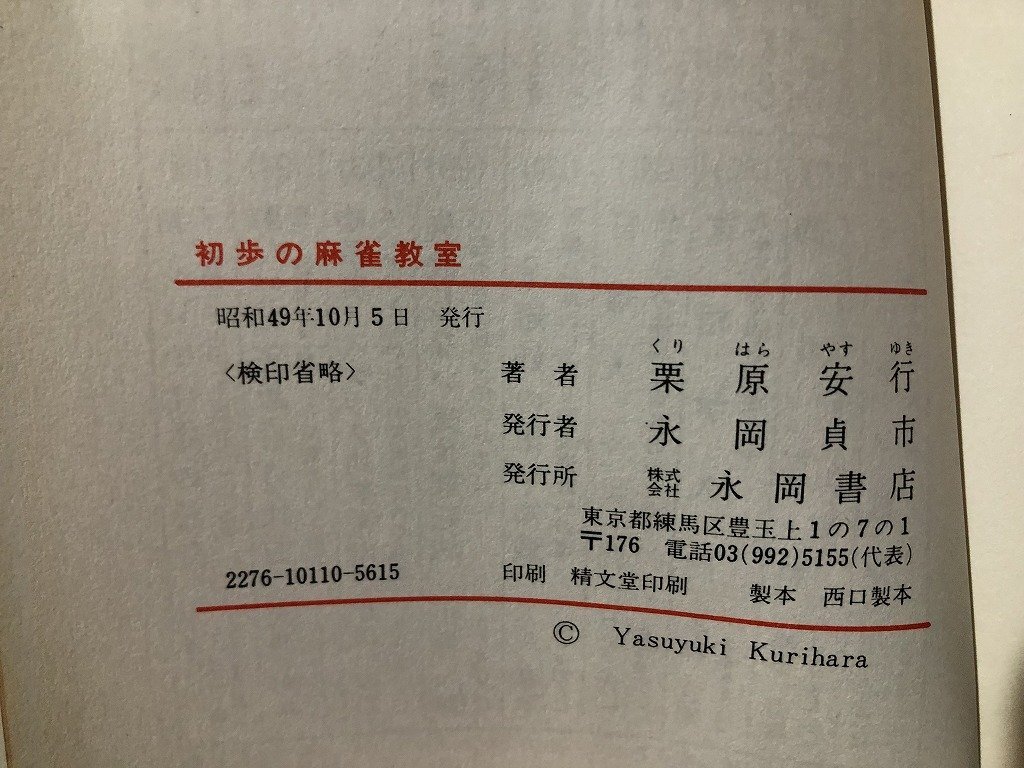 初歩の麻雀教室
昭和49年10月5日 発行
<検印省略>
くり はら やす ゆき
著者 栗原安行
発行者 永岡貞市
発行所 株式会社 永岡書店
東京都練馬区豊玉上1の7の1
〒176 電話03(992)5155(代表)
2276-10110-5615
印刷 精文堂印刷 製本 西口製本
© Yasuyuki Kurihara